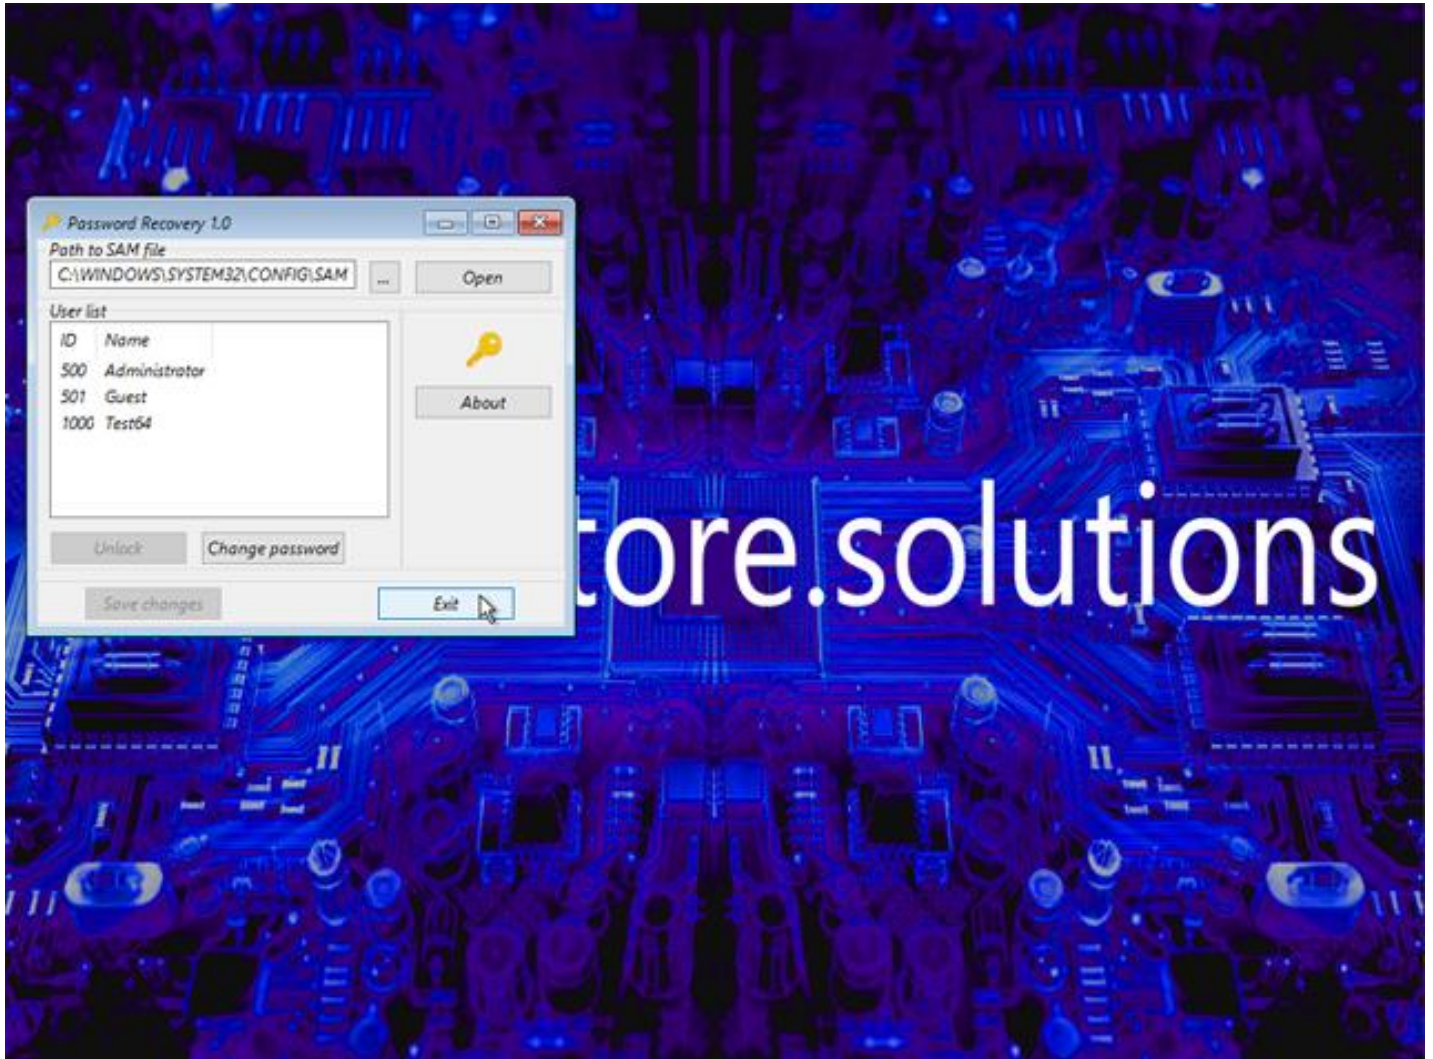 Password Recovery 1.0
Path to SAM file
C:\WINDOWS\SYSTEM32\CONFIG\SAM
...
Open
User list
ID Name
500 Administrator
501 Guest
1000 Test64
About
Unlock
Change password
Save changes
Exit
tore.solutions